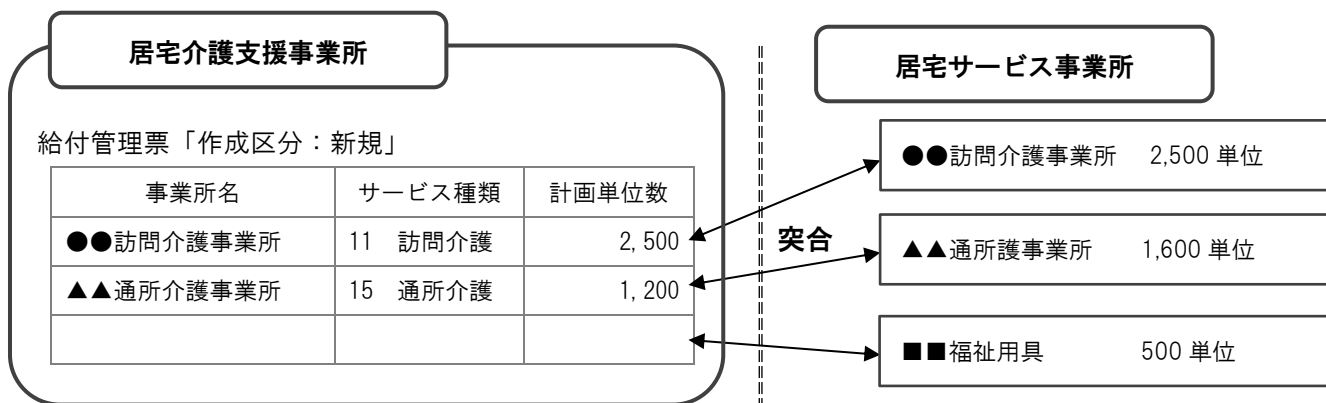 居宅介護支援事業所
居宅サービス事業所
給付管理票「作成区分：新規」
事業所名 サービス種類 計画単位数
●●訪問介護事業所 11 訪問介護 2,500
▲▲通所介護事業所 15 通所介護 1,200
突合
●●訪問介護事業所 2,500 単位
▲▲通所護事業所 1,600 単位
■■福祉用具 500 単位